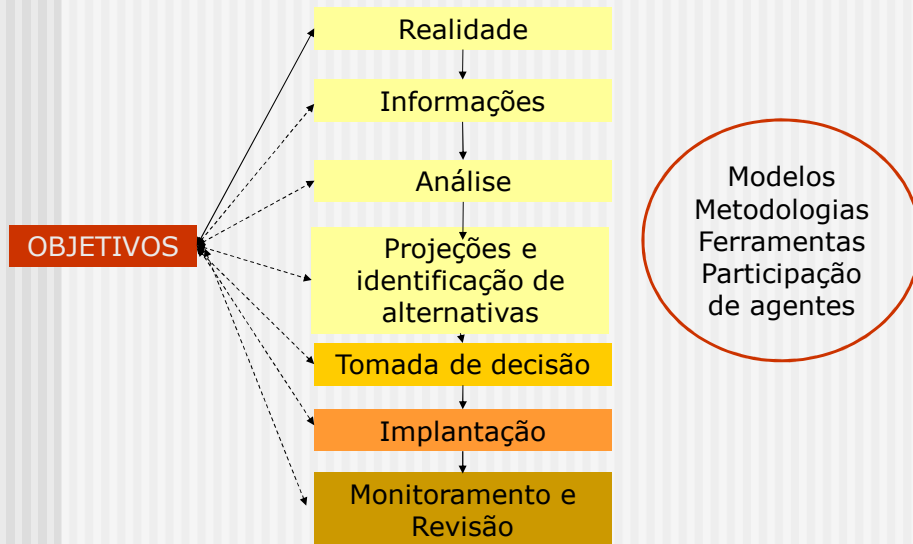 Realidade
Informações
Análise
OBJETIVOS
Projeções e
identificação de
alternativas
Tomada de decisão
Implantação
Monitoramento e
Revisão
Modelos
Metodologias
Ferramentas
Participação
de agentes